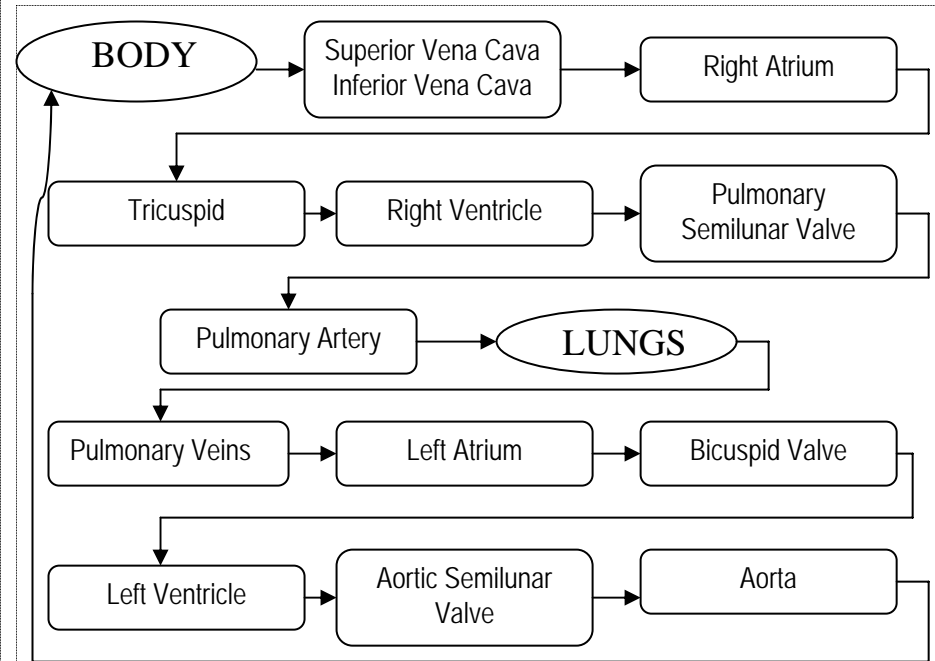 BODY
Superior Vena Cava
Inferior Vena Cava
Right Atrium
Tricuspid
Right Ventricle
Pulmonary
Semilunar Valve
Pulmonary Artery
LUNGS
Pulmonary Veins
Left Atrium
Bicuspid Valve
Left Ventricle
Aortic Semilunar
Valve
Aorta